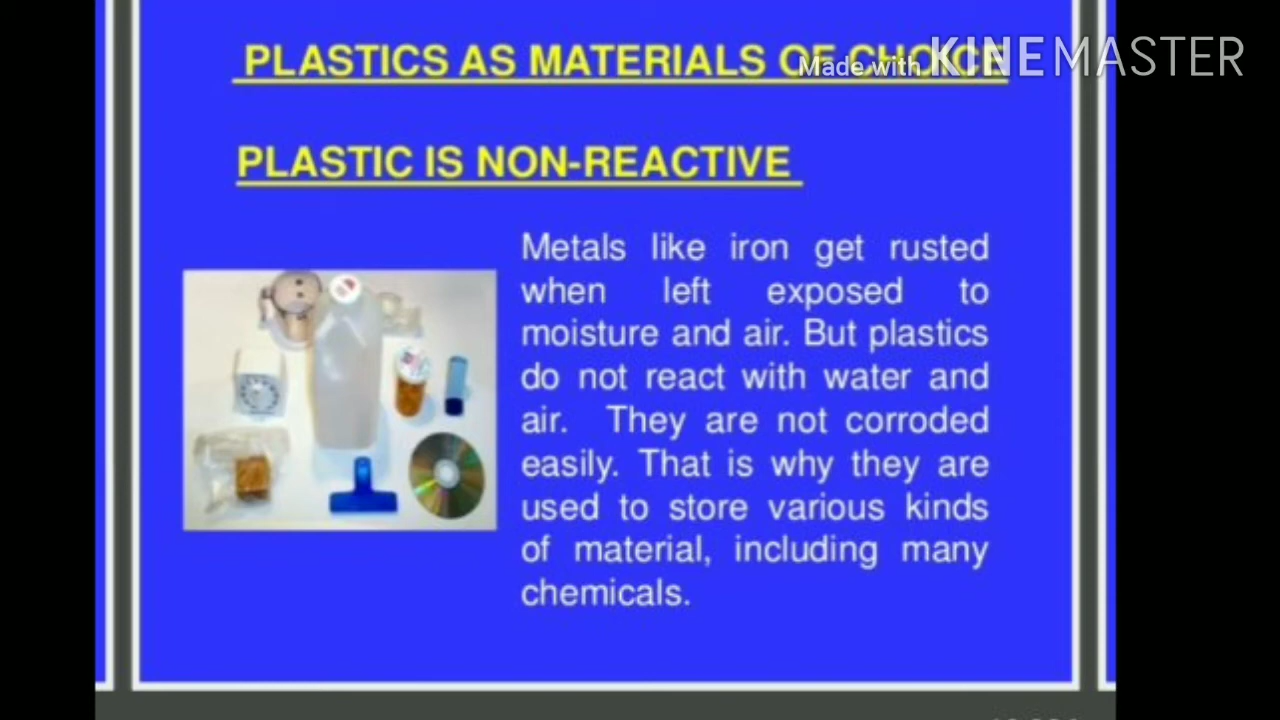 PLASTICS AS MATERIALS OF CHOICE
Made with KINEMASTER
PLASTIC IS NON-REACTIVE
Metals like iron get rusted
when left exposed to
moisture and air. But plastics
do not react with water and
air. They are not corroded
easily. That is why they are
used to store various kinds
of material, including many
chemicals.